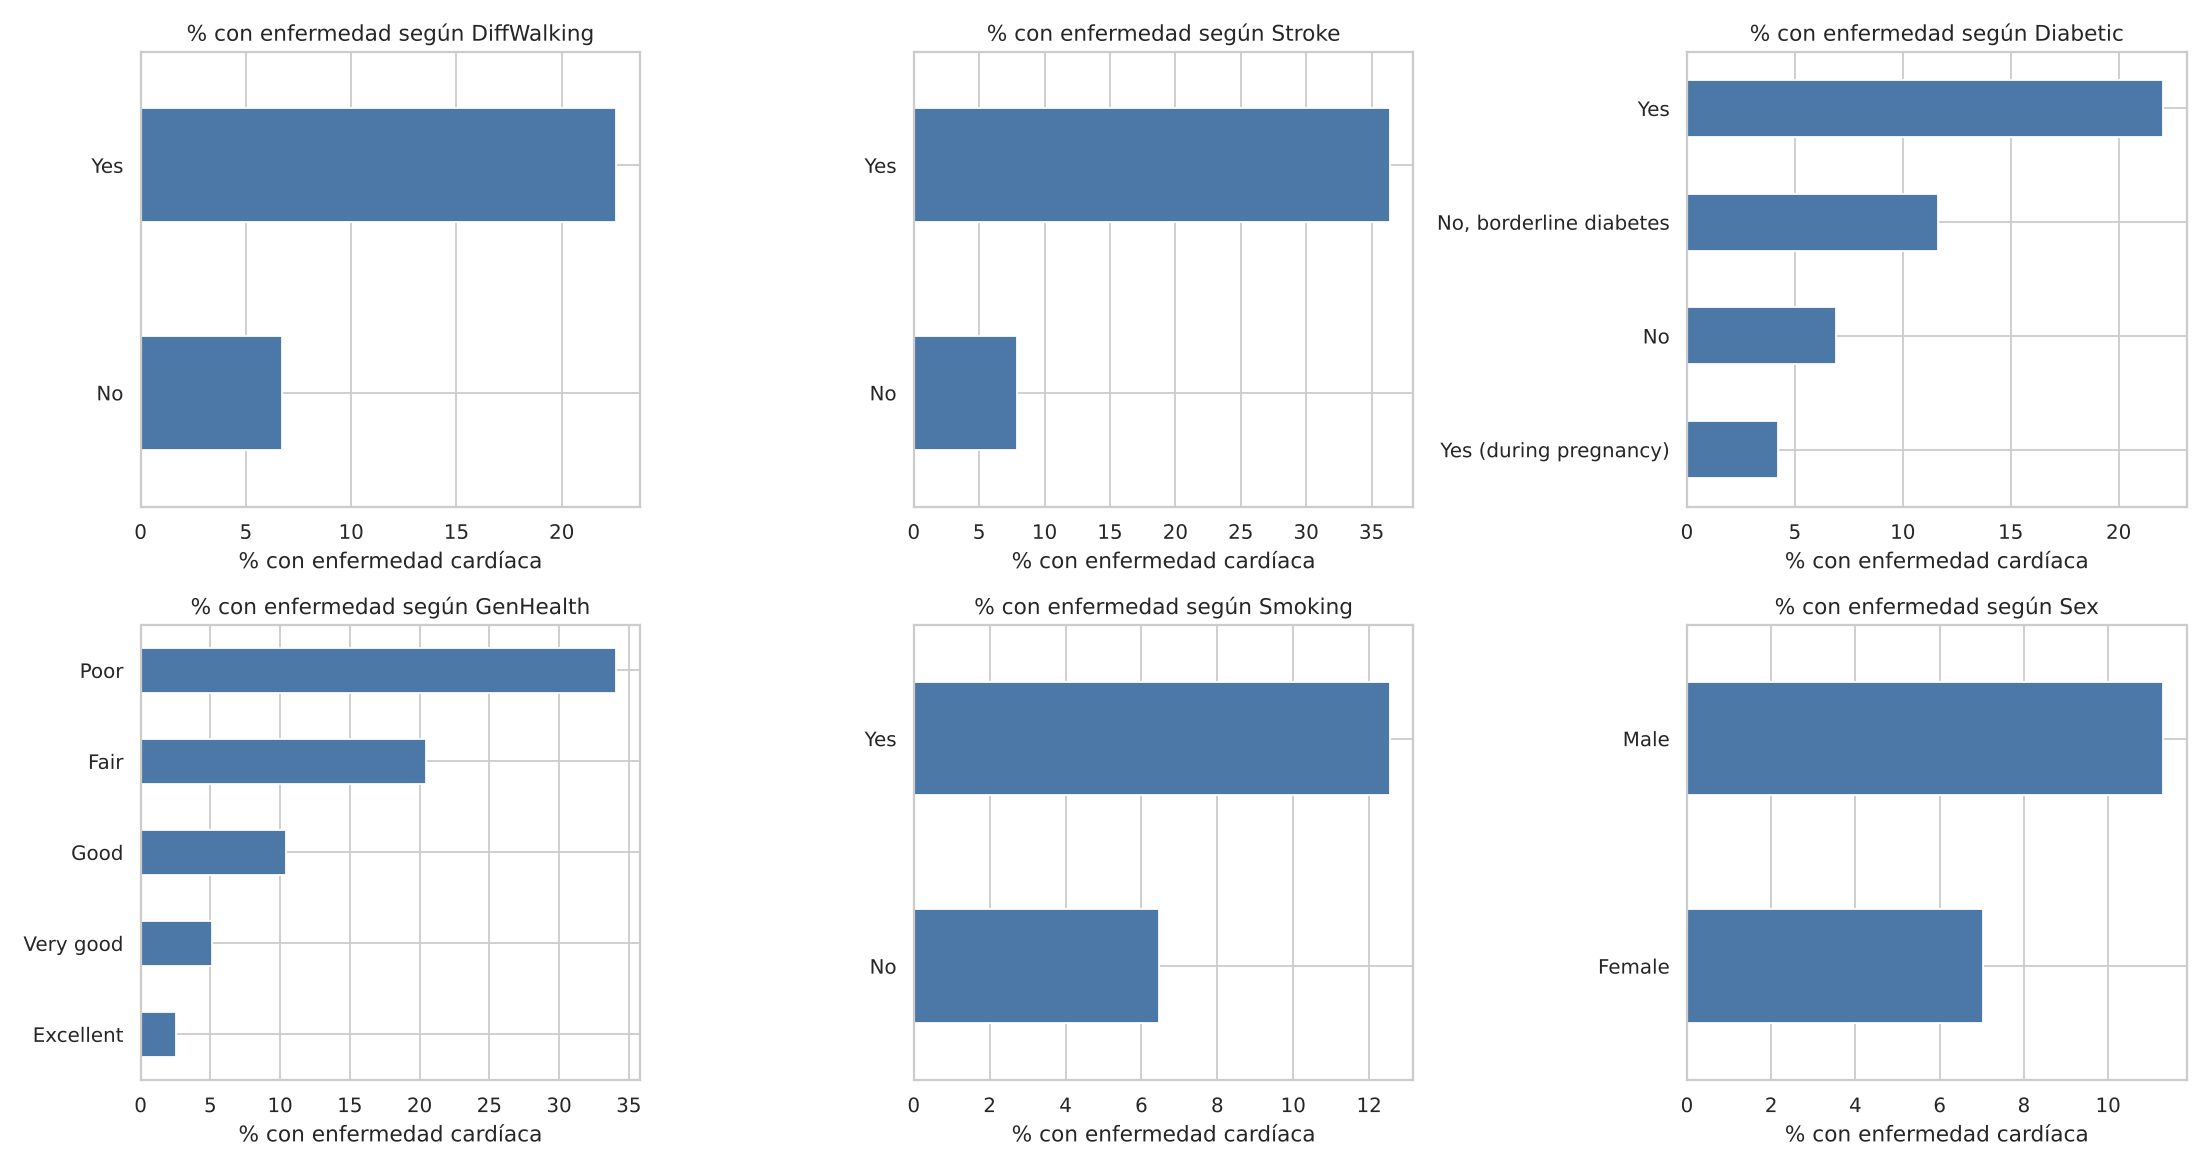 % con enfermedad según DiffWalking
Yes
No
0 5 10 15 20
% con enfermedad cardíaca
% con enfermedad según Stroke
Yes
No
0 5 10 15 20 25 30 35
% con enfermedad cardíaca
% con enfermedad según Diabetic
Yes
No, borderline diabetes
No
Yes (during pregnancy)
0 5 10 15 20
% con enfermedad cardíaca
% con enfermedad según GenHealth
Poor
Fair
Good
Very good
Excellent
0 5 10 15 20 25 30 35
% con enfermedad cardíaca
% con enfermedad según Smoking
Yes
No
0 2 4 6 8 10 12
% con enfermedad cardíaca
% con enfermedad según Sex
Male
Female
0 2 4 6 8 10
% con enfermedad cardíaca